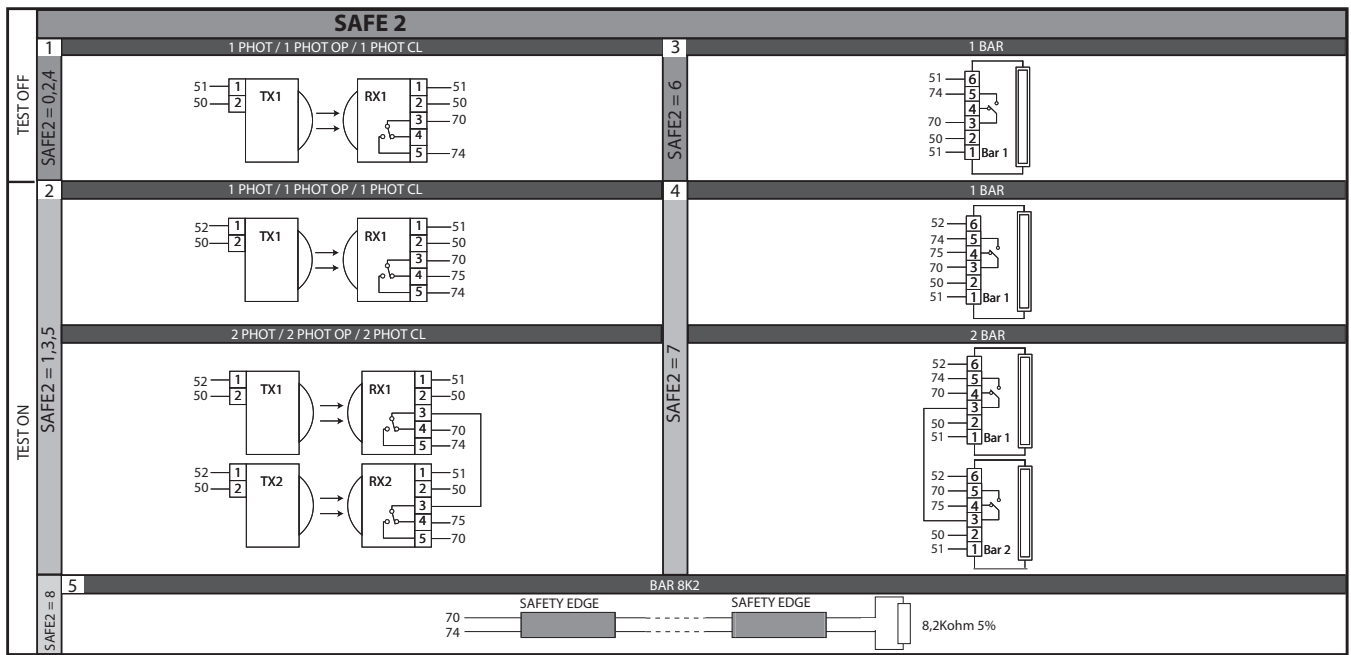 SAFE 2
TEST OFF
SAFE2 = 0,2,4
1 1 PHOT / 1 PHOT OP / 1 PHOT CL
51 1 TX1 RX1 1 51
50 2 2 50
3 70
4
5 74
SAFE2 = 6
3 1 BAR
51 6
74 5
4
70 3
50 2
51 1 Bar 1
TEST ON
SAFE2 = 1,3,5
2 1 PHOT / 1 PHOT OP / 1 PHOT CL
52 1 TX1 RX1 1 51
50 2 2 50
3 70
4 75
5 74
2 PHOT / 2 PHOT OP / 2 PHOT CL
52 1 TX1 RX1 1 51
50 2 2 50
3
4 70
5 74
52 1 TX2 RX2 1 51
50 2 2 50
3
4 75
5 70
SAFE2 = 7
4 1 BAR
52 6
74 5
75 4
70 3
50 2
51 1 Bar 1
2 BAR
52 6
74 5
70 4
3
50 2
51 1 Bar 1
52 6
70 5
75 4
3
50 2
51 1 Bar 2
SAFE2 = 8
5 BAR 8K2
SAFETY EDGE SAFETY EDGE
70
74
8,2Kohm 5%